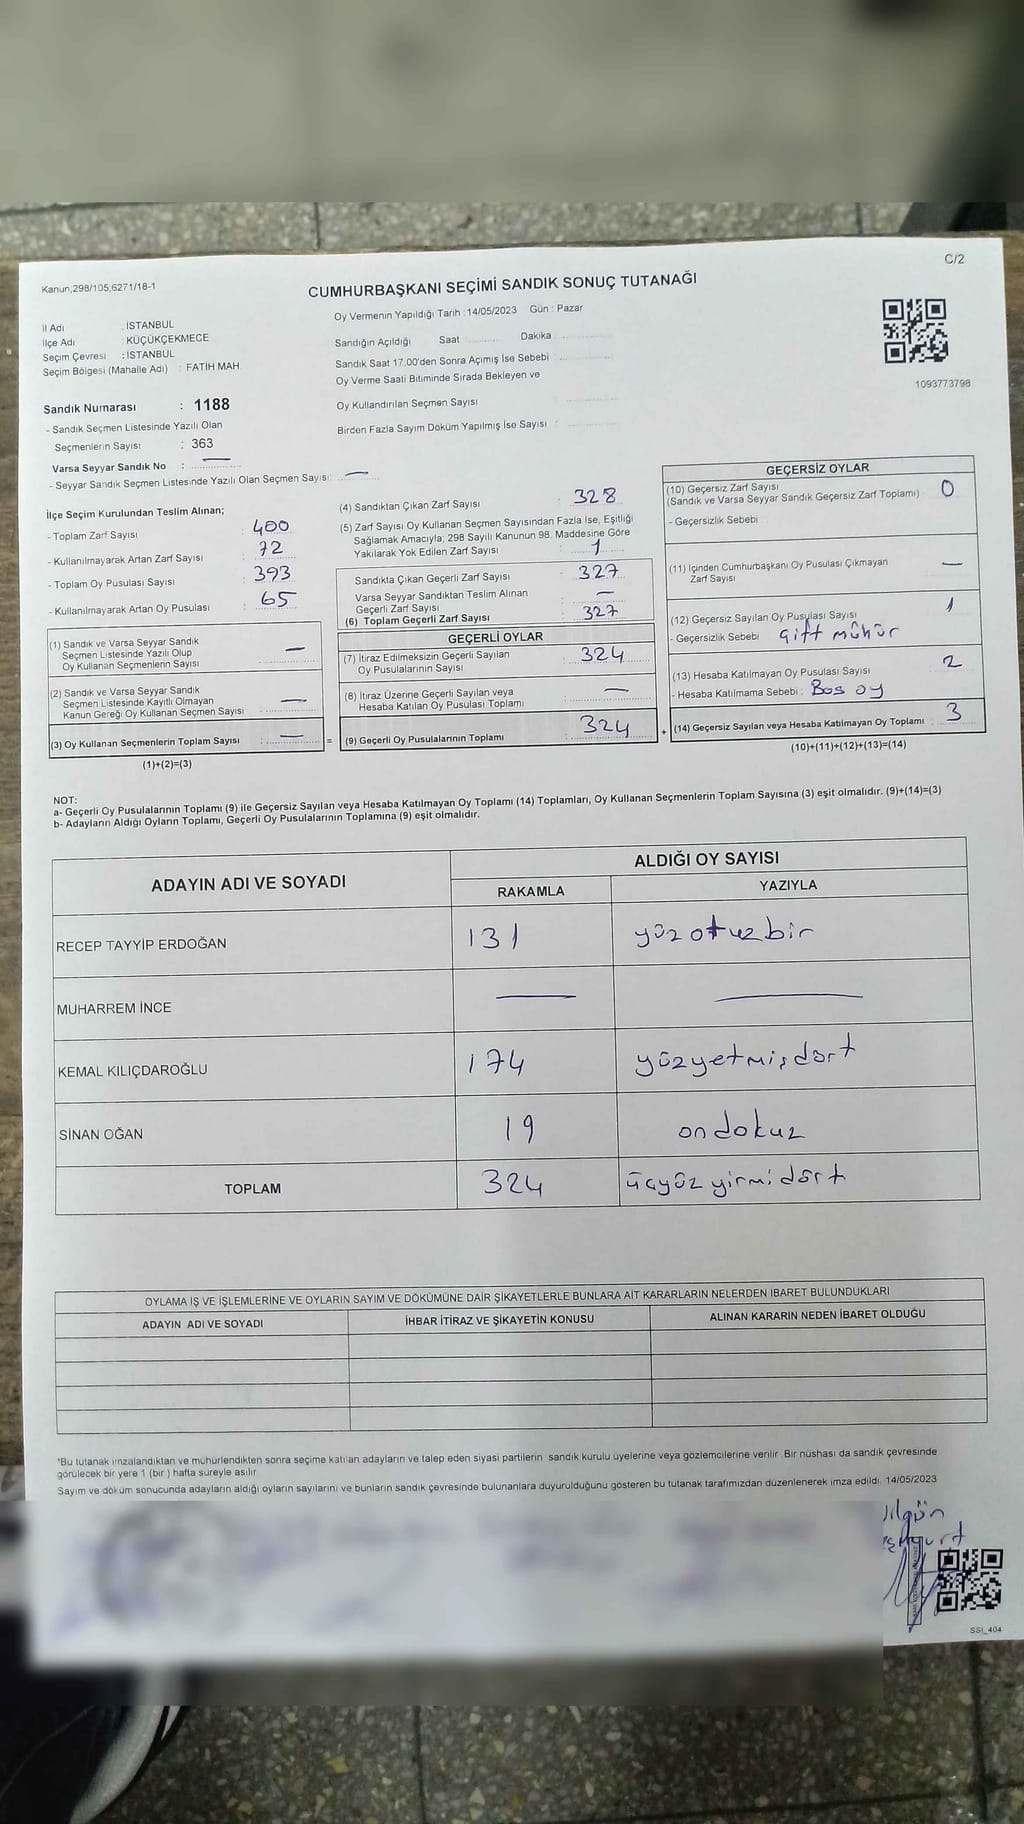 C/2
Kanun,298/105,6271/18-1
CUMHURBAŞKANI SEÇİMİ SANDIK SONUÇ TUTANAĞI
Oy Vermenin Yapıldığı Tarih : 14/05/2023 Gün : Pazar
İl Adı : İSTANBUL
İlçe Adı : KÜÇÜKÇEKMECE
Seçim Çevresi : İSTANBUL
Seçim Bölgesi (Mahalle Adı) : FATİH MAH
Sandığın Açıldığı Saat Dakika
Sandık Saat 17.00'den Sonra Açımış İse Sebebi
Oy Verme Saati Bitiminde Sırada Bekleyen ve
Oy Kullandırılan Seçmen Sayısı
Birden Fazla Sayım Döküm Yapılmış İse Sayısı :
1093773798
Sandık Numarası : 1188
- Sandık Seçmen Listesinde Yazılı Olan
Seçmenlerin Sayısı : 363
Varsa Seyyar Sandık No : —
- Seyyar Sandık Seçmen Listesinde Yazılı Olan Seçmen Sayısı: —
İlçe Seçim Kurulundan Teslim Alınan;
- Toplam Zarf Sayısı : 400
- Kullanılmayarak Artan Zarf Sayısı : 72
- Toplam Oy Pusulası Sayısı : 393
- Kullanılmayarak Artan Oy Pusulası : 65
(1) Sandık ve Varsa Seyyar Sandık
Seçmen Listesinde Yazılı Olup
Oy Kullanan Seçmenlerin Sayısı : —
(2) Sandık ve Varsa Seyyar Sandık
Seçmen Listesinde Kayıtlı Olmayan
Kanun Gereği Oy Kullanan Seçmen Sayısı : —
(3) Oy Kullanan Seçmenlerin Toplam Sayısı : —
(1)+(2)=(3)
=
(4) Sandıktan Çıkan Zarf Sayısı : 328
(5) Zarf Sayısı Oy Kullanan Seçmen Sayısından Fazla İse, Eşitliği
Sağlamak Amacıyla; 298 Sayılı Kanunun 98. Maddesine Göre
Yakılarak Yok Edilen Zarf Sayısı : 1
Sandıkta Çıkan Geçerli Zarf Sayısı : 327
Varsa Seyyar Sandıktan Teslim Alınan
Geçerli Zarf Sayısı : —
(6) Toplam Geçerli Zarf Sayısı : 327
GEÇERLİ OYLAR
(7) İtiraz Edilmeksizin Geçerli Sayılan
Oy Pusulalarının Sayısı : 324
(8) İtiraz Üzerine Geçerli Sayılan veya
Hesaba Katılan Oy Pusulası Toplamı : —
(9) Geçerli Oy Pusulalarının Toplamı : 324
+
GEÇERSİZ OYLAR
(10) Geçersiz Zarf Sayısı
(Sandık ve Varsa Seyyar Sandık Geçersiz Zarf Toplamı) 0
- Geçersizlik Sebebi
(11) İçinden Cumhurbaşkanı Oy Pusulası Çıkmayan
Zarf Sayısı —
(12) Geçersiz Sayılan Oy Pusulası Sayısı 1
- Geçersizlik Sebebi çift mühür
(13) Hesaba Katılmayan Oy Pusulası Sayısı 2
- Hesaba Katılmama Sebebi : Boş oy
(14) Geçersiz Sayılan veya Hesaba Katılmayan Oy Toplamı 3
(10)+(11)+(12)+(13)=(14)
NOT:
a- Geçerli Oy Pusulalarının Toplamı (9) ile Geçersiz Sayılan veya Hesaba Katılmayan Oy Toplamı (14) Toplamları, Oy Kullanan Seçmenlerin Toplam Sayısına (3) eşit olmalıdır. (9)+(14)=(3)
b- Adayların Aldığı Oyların Toplamı, Geçerli Oy Pusulalarının Toplamına (9) eşit olmalıdır.
ADAYIN ADI VE SOYADI ALDIĞI OY SAYISI
RAKAMLA YAZIYLA
RECEP TAYYİP ERDOĞAN 131 yüzotuzbir
MUHARREM İNCE — —
KEMAL KILIÇDAROĞLU 174 yüzyetmişdört
SİNAN OĞAN 19 ondokuz
TOPLAM 324 üçyüzyirmidört
OYLAMA İŞ VE İŞLEMLERİNE VE OYLARIN SAYIM VE DÖKÜMÜNE DAİR ŞİKAYETLERLE BUNLARA AİT KARARLARIN NELERDEN İBARET BULUNDUKLARI
ADAYIN ADI VE SOYADI İHBAR İTİRAZ VE ŞİKAYETİN KONUSU ALINAN KARARIN NEDEN İBARET OLDUĞU
*Bu tutanak imzalandıktan ve mühürlendikten sonra seçime katılan adayların ve talep eden siyasi partilerin sandık kurulu üyelerine veya gözlemcilerine verilir. Bir nüshası da sandık çevresinde
görülecek bir yere 1 (bir ) hafta süreyle asılır
Sayım ve döküm sonucunda adayların aldığı oyların sayılarını ve bunların sandık çevresinde bulunanlara duyurulduğunu gösteren bu tutanak tarafımızdan düzenlenerek imza edildi. 14/05/2023
SSI_404